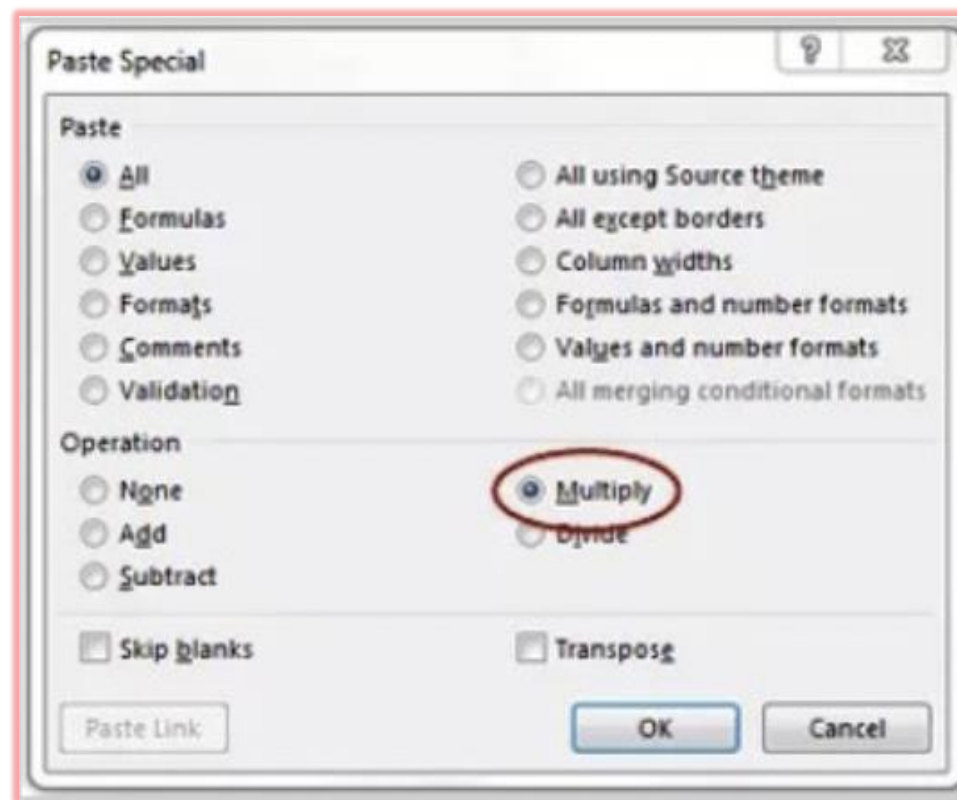 Paste Special
Paste
All
All using Source theme
Formulas
All except borders
Values
Column widths
Formats
Formulas and number formats
Comments
Values and number formats
Validation
All merging conditional formats
Operation
None
Multiply
Add
Divide
Subtract
Skip blanks
Transpose
Paste Link
OK
Cancel